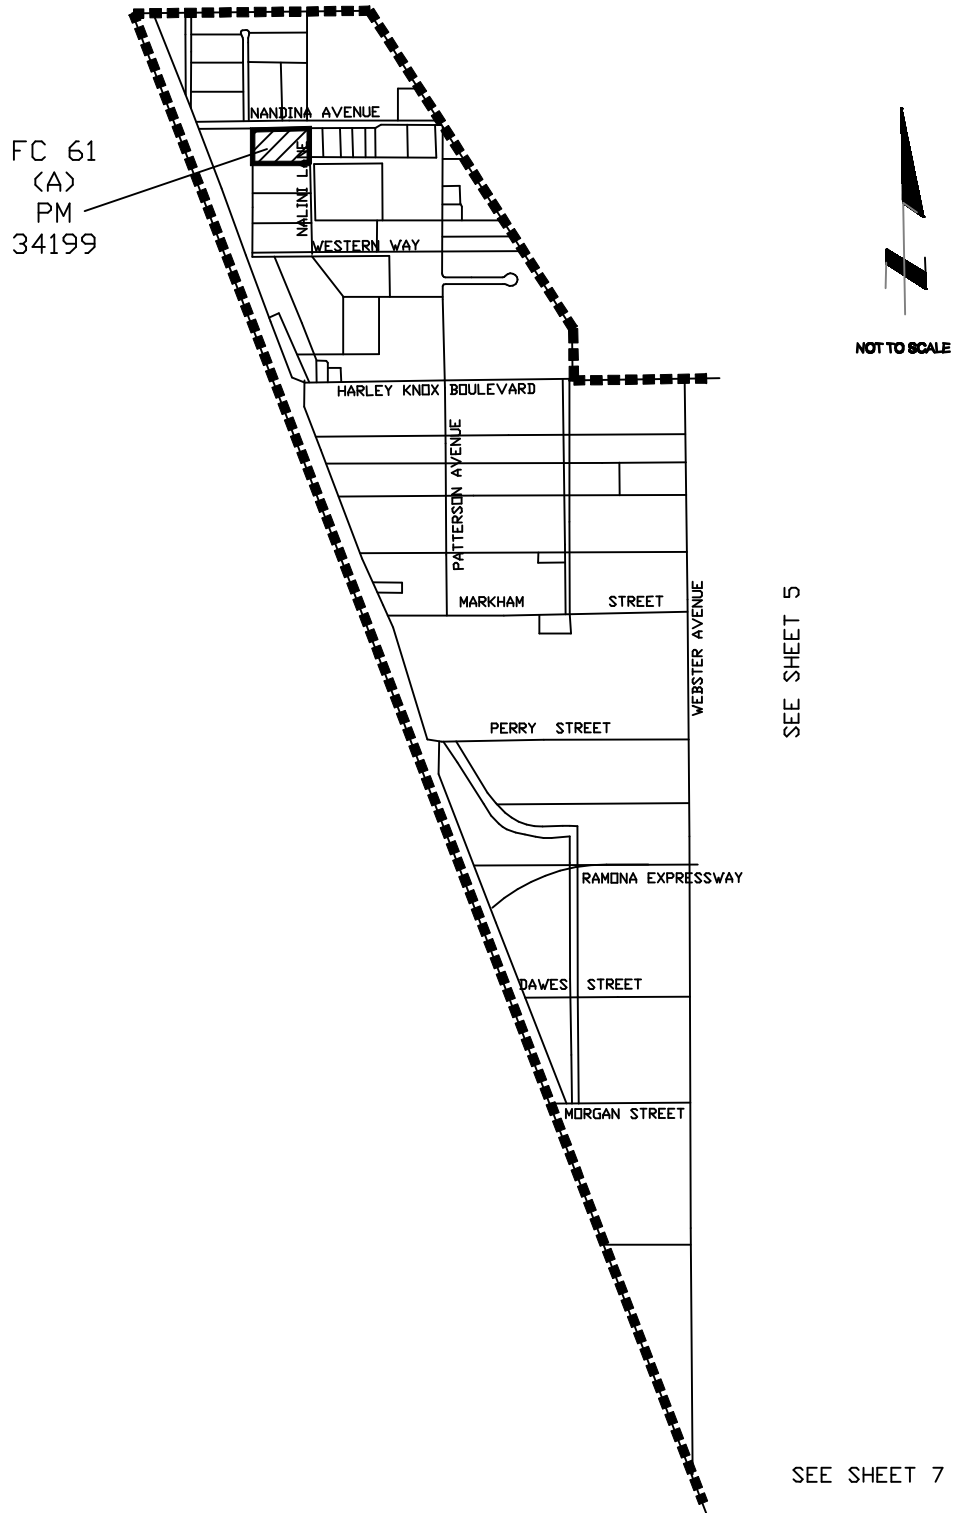 NANDINA AVENUE
FC 61
(A)
PM
34199
NALINI LANE
WESTERN WAY
NOT TO SCALE
HARLEY KNOX BOULEVARD
PATTERSON AVENUE
MARKHAM STREET
WEBSTER AVENUE
SEE SHEET 5
PERRY STREET
RAMONA EXPRESSWAY
DAWES STREET
MORGAN STREET
SEE SHEET 7